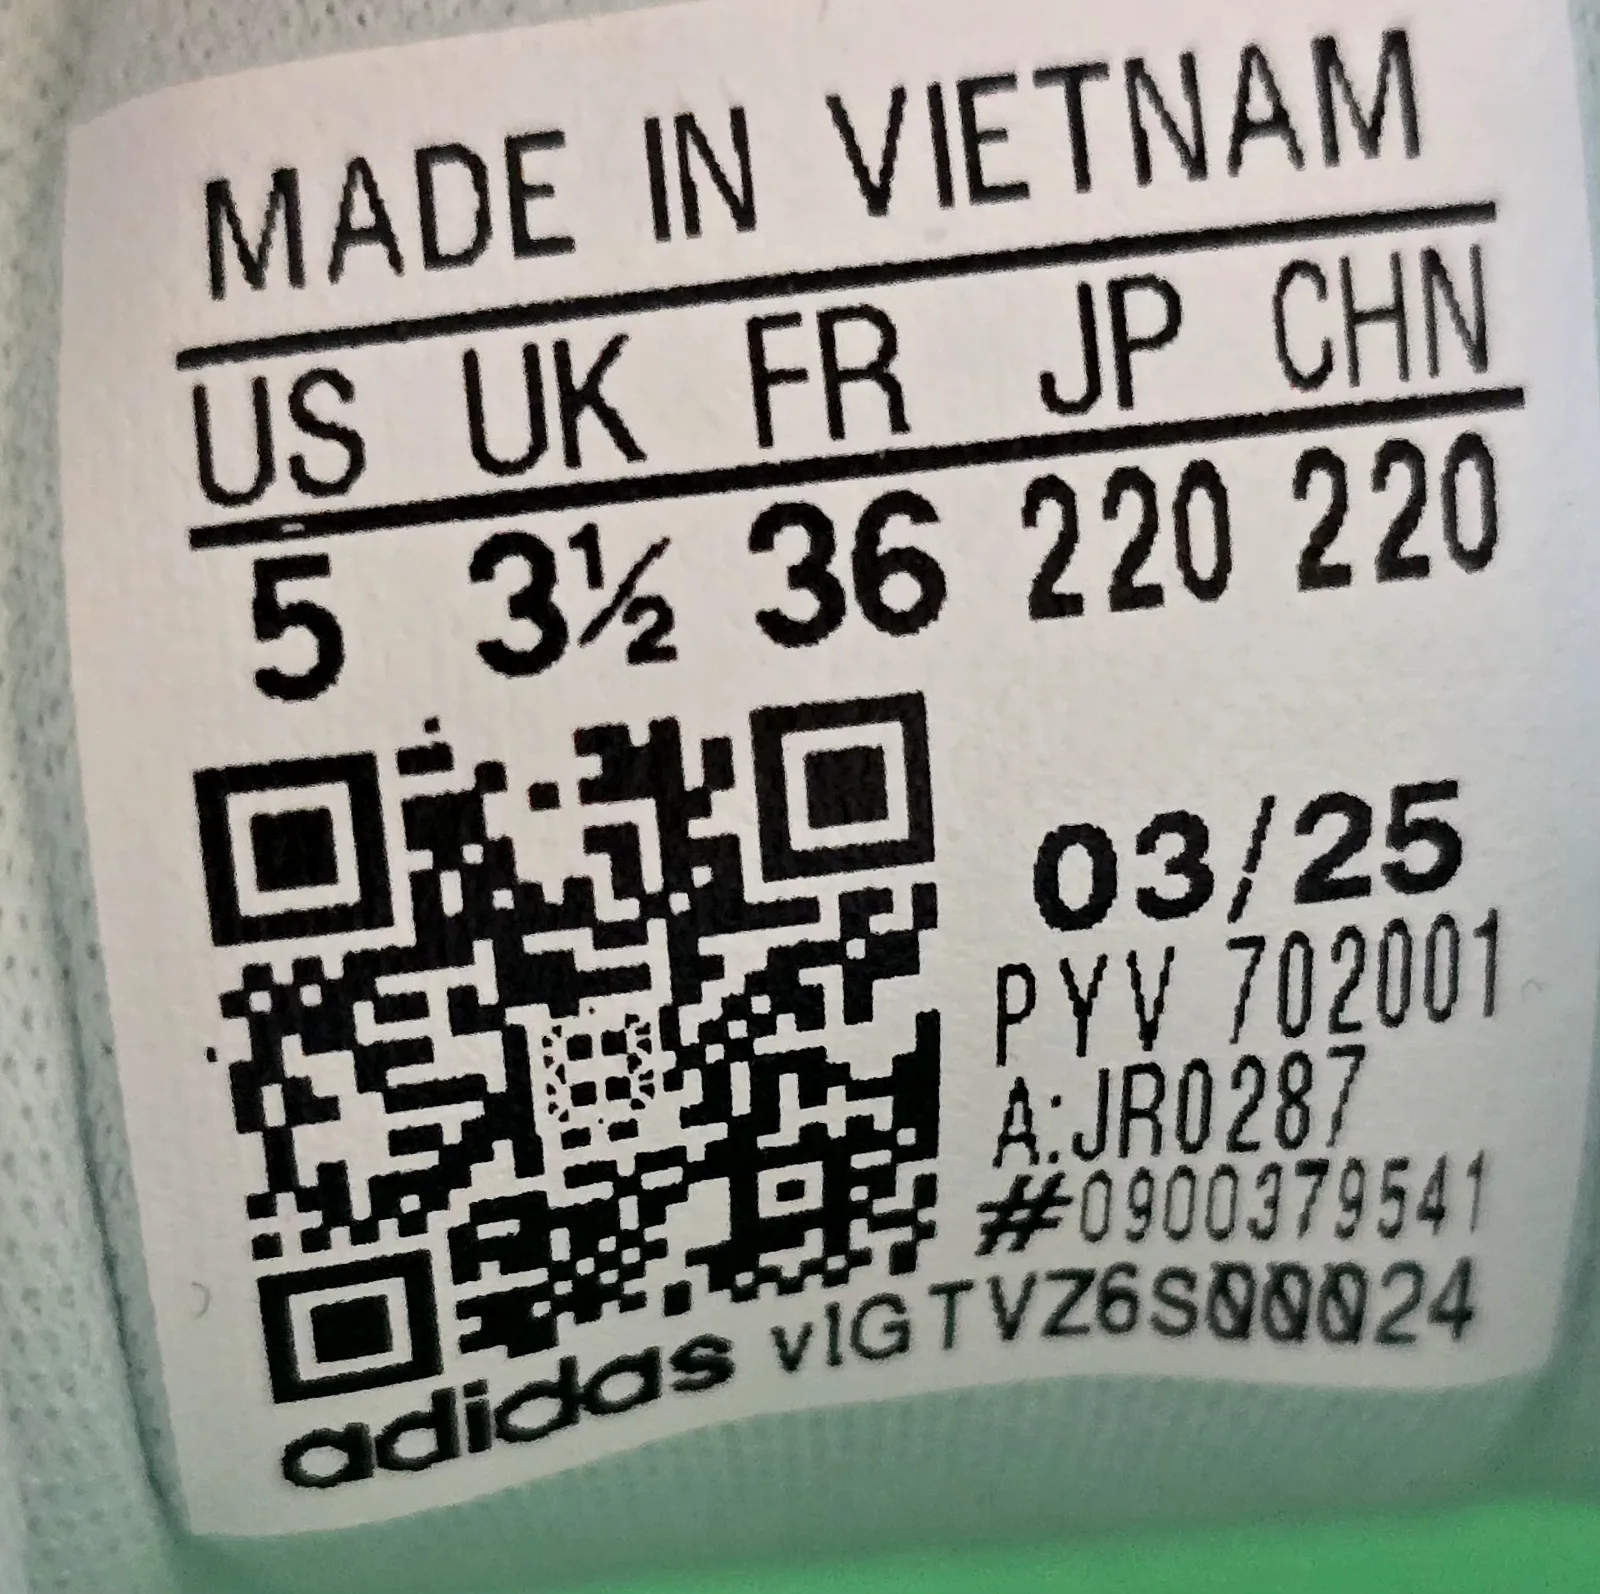 MADE IN VIETNAM
US UK FR JP CHN
5 3½ 36 220 220
03/25
PYV 702001
A:JR0287
#0900379541
adidas v1GTVZ6S00024